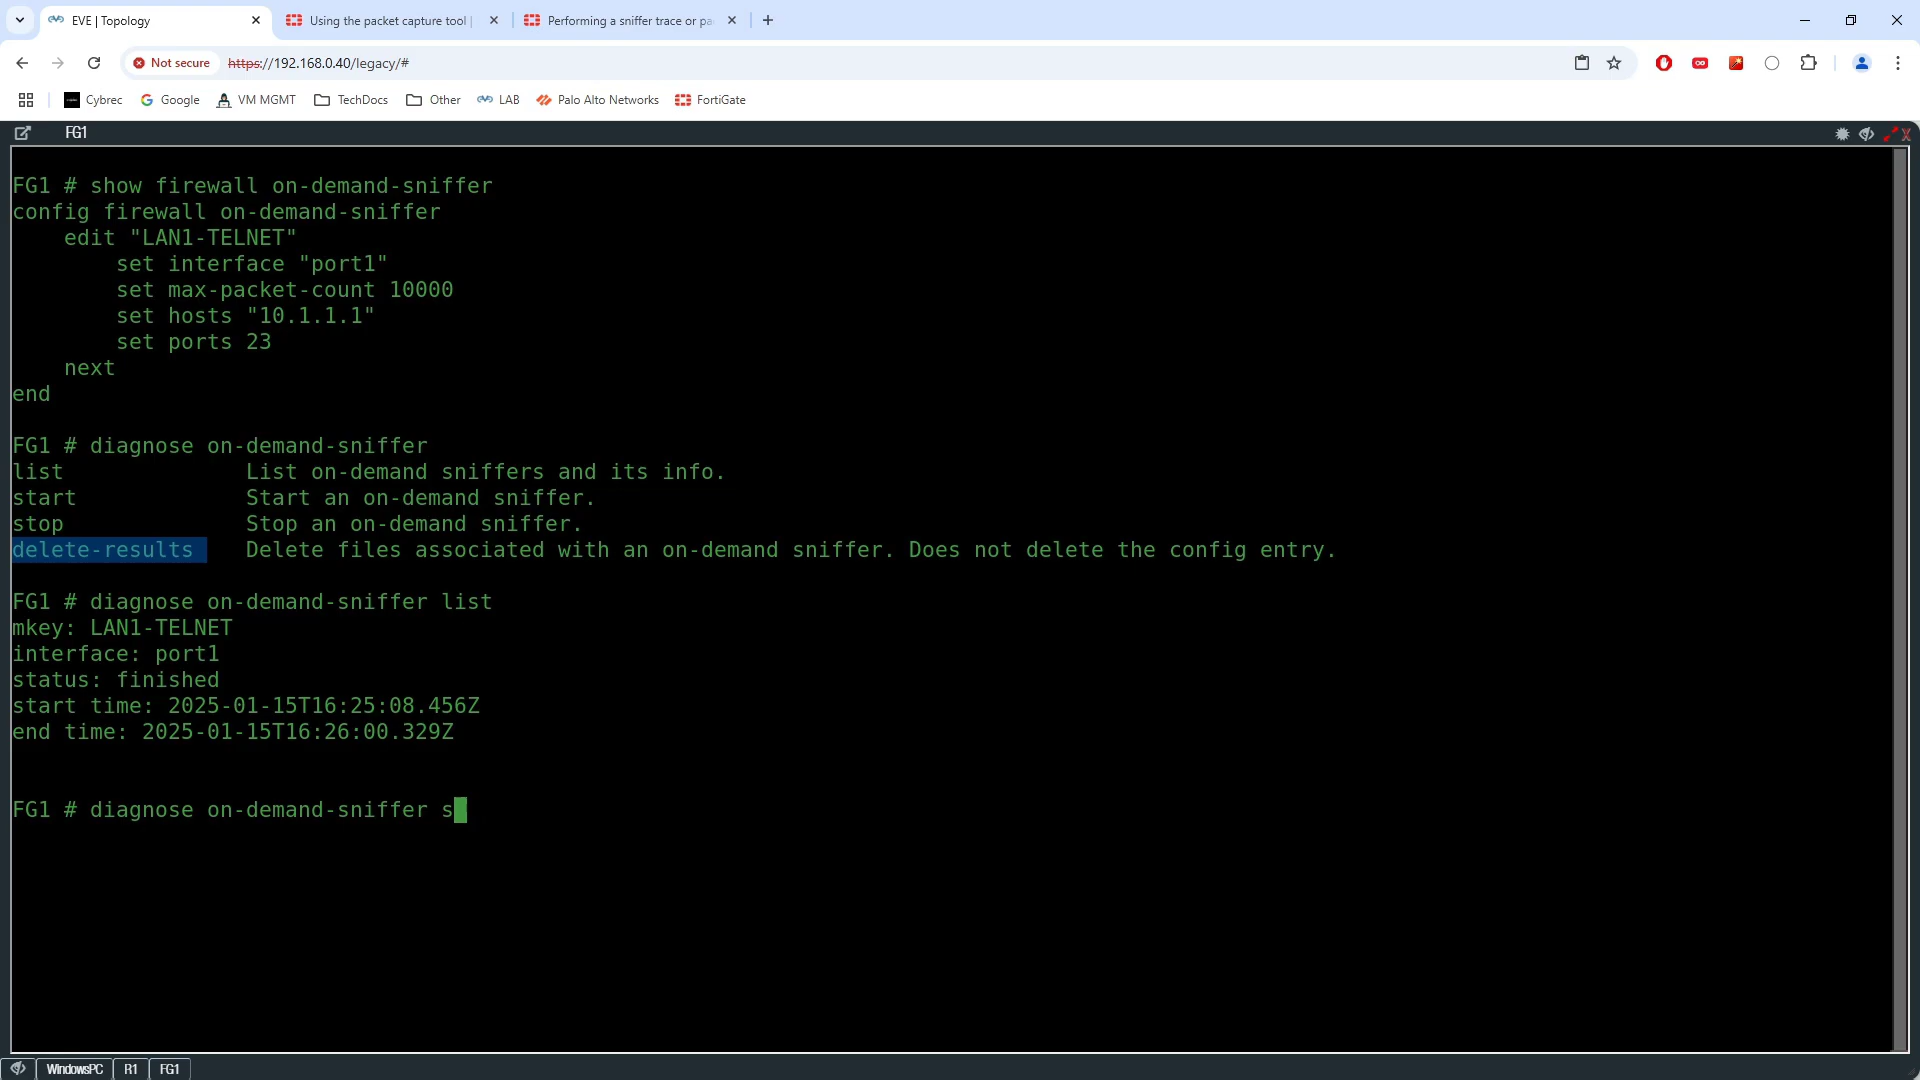 EVE | Topology
Using the packet capture tool |
Performing a sniffer trace or pa
Not secure
https://192.168.0.40/legacy/#
Cybrec
Google
VM MGMT
TechDocs
Other
LAB
Palo Alto Networks
FortiGate
FG1
FG1 # show firewall on-demand-sniffer
config firewall on-demand-sniffer
    edit "LAN1-TELNET"
        set interface "port1"
        set max-packet-count 10000
        set hosts "10.1.1.1"
        set ports 23
    next
end
FG1 # diagnose on-demand-sniffer
list              List on-demand sniffers and its info.
start             Start an on-demand sniffer.
stop              Stop an on-demand sniffer.
delete-results    Delete files associated with an on-demand sniffer. Does not delete the config entry.
FG1 # diagnose on-demand-sniffer list
mkey: LAN1-TELNET
interface: port1
status: finished
start time: 2025-01-15T16:25:08.456Z
end time: 2025-01-15T16:26:00.329Z
FG1 # diagnose on-demand-sniffer s
WindowsPC
R1
FG1